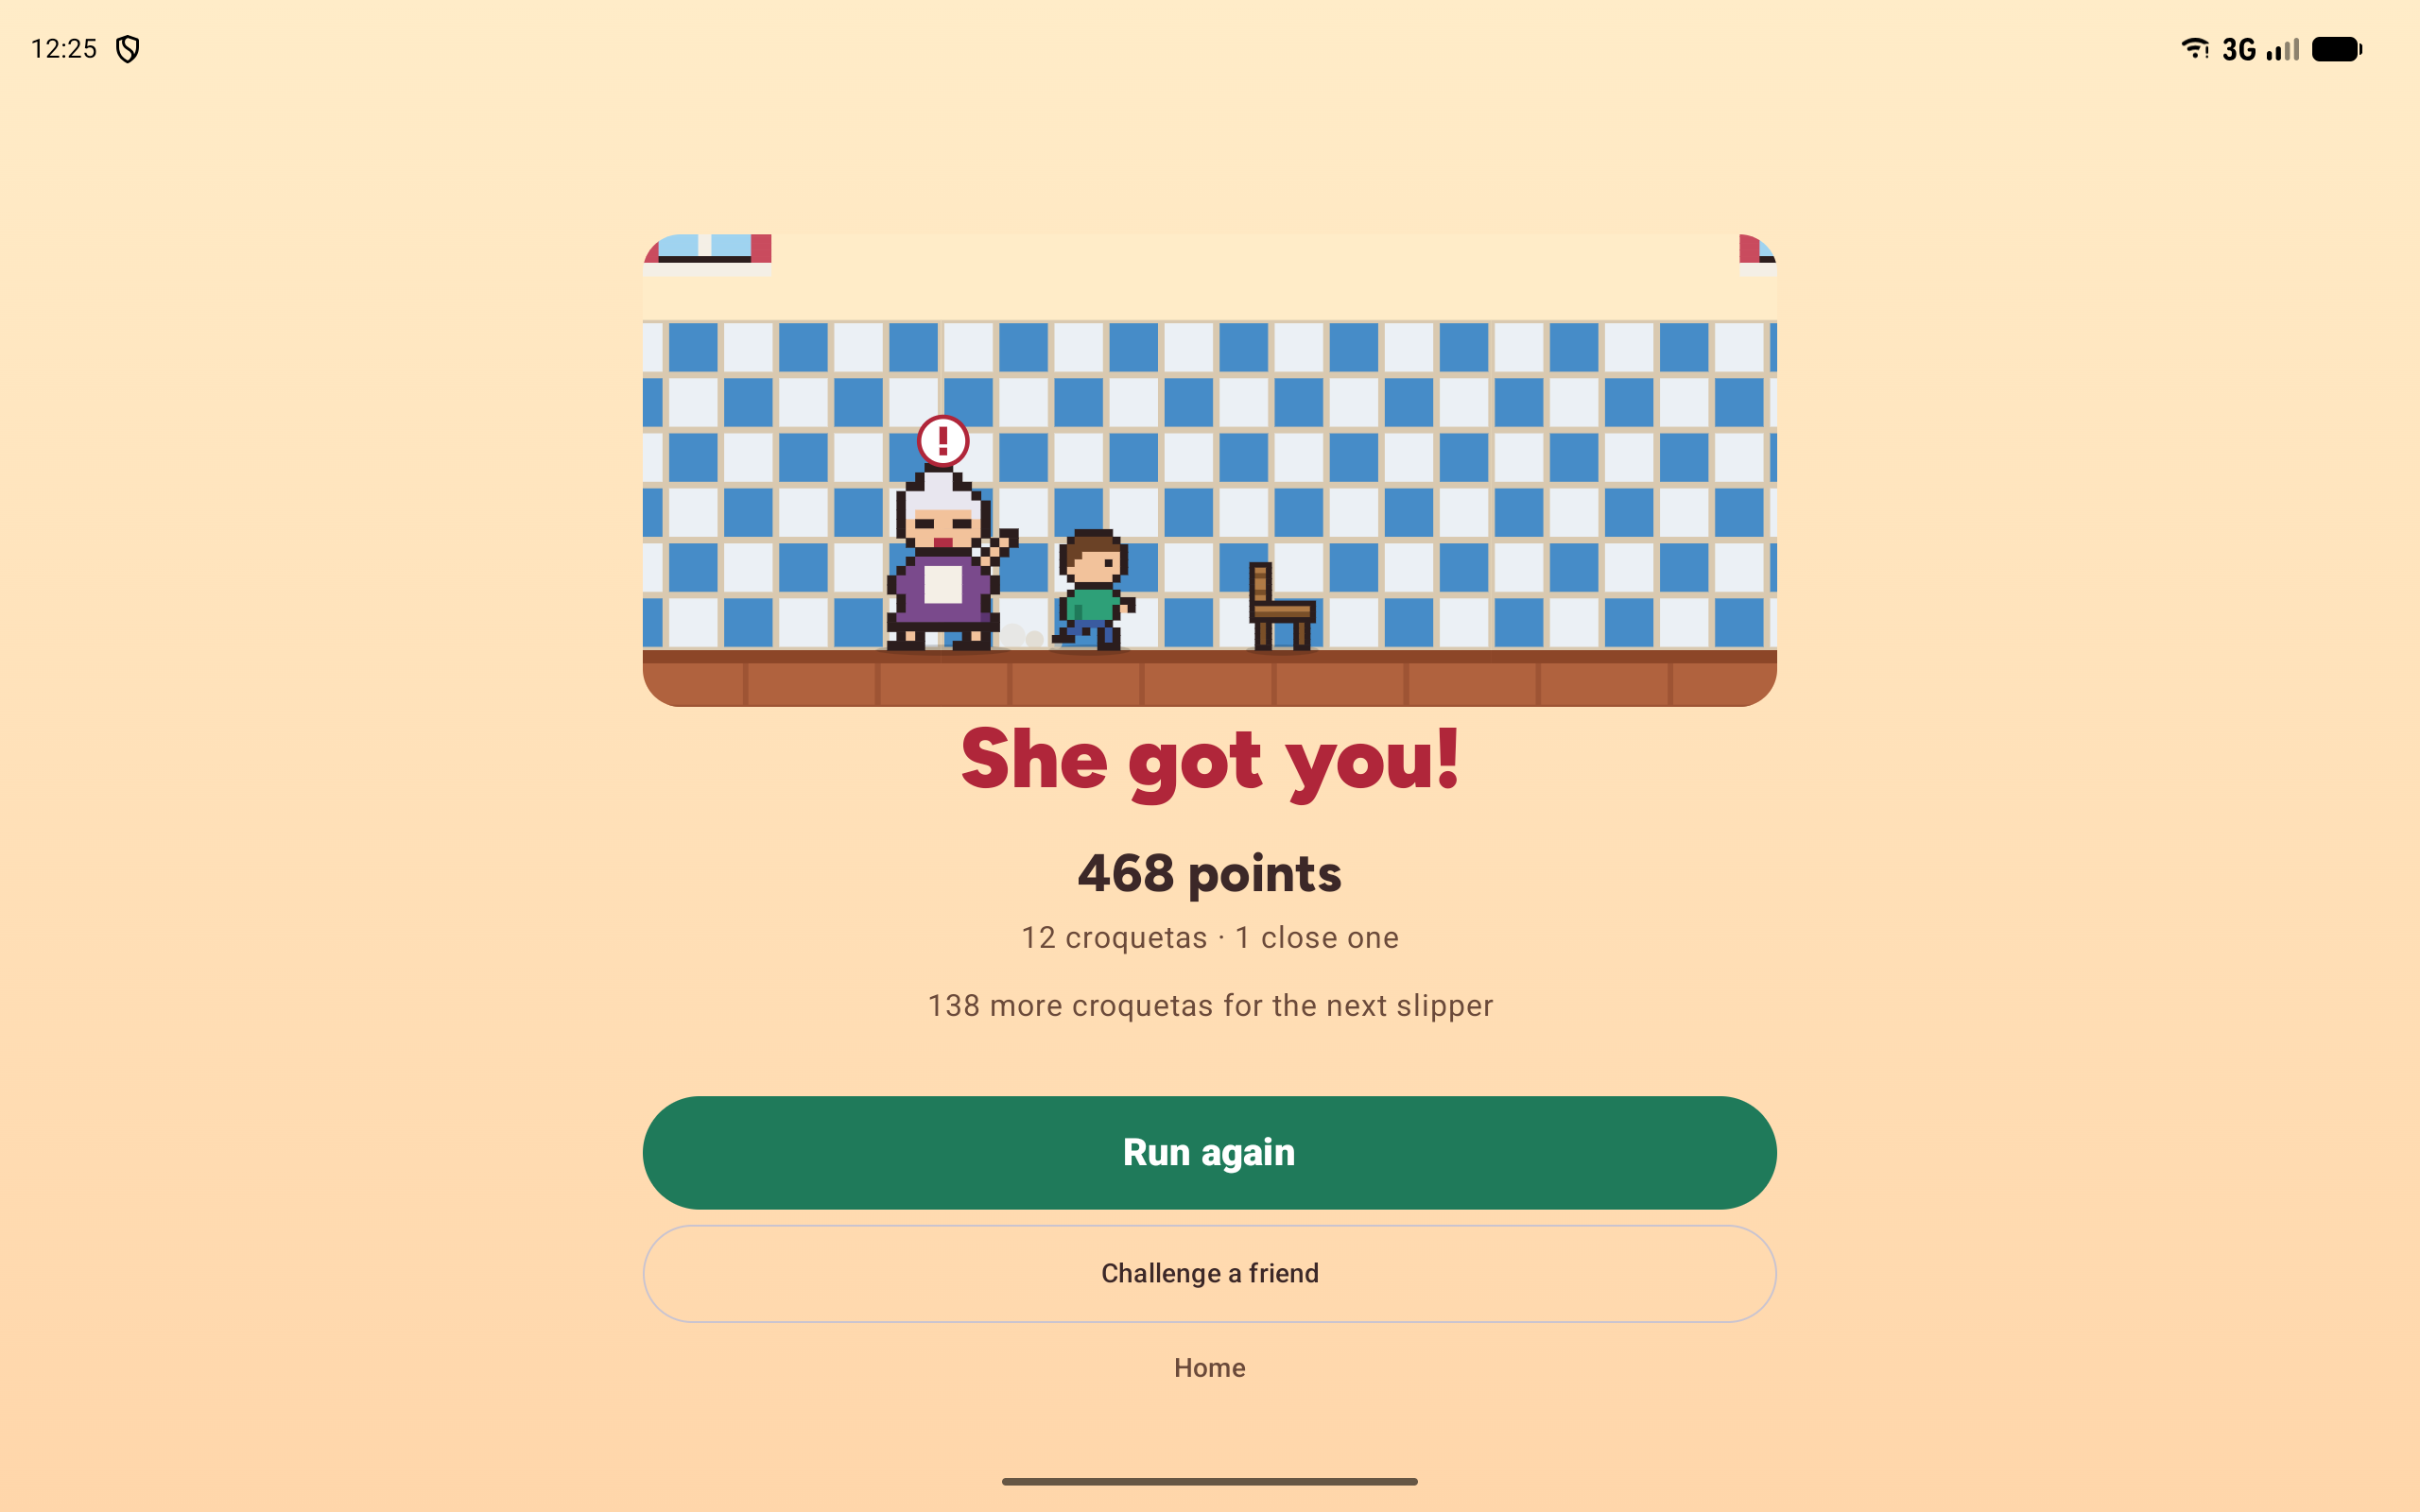 12:25
3G
!
She got you!
468 points
12 croquetas · 1 close one
138 more croquetas for the next slipper
Run again
Challenge a friend
Home